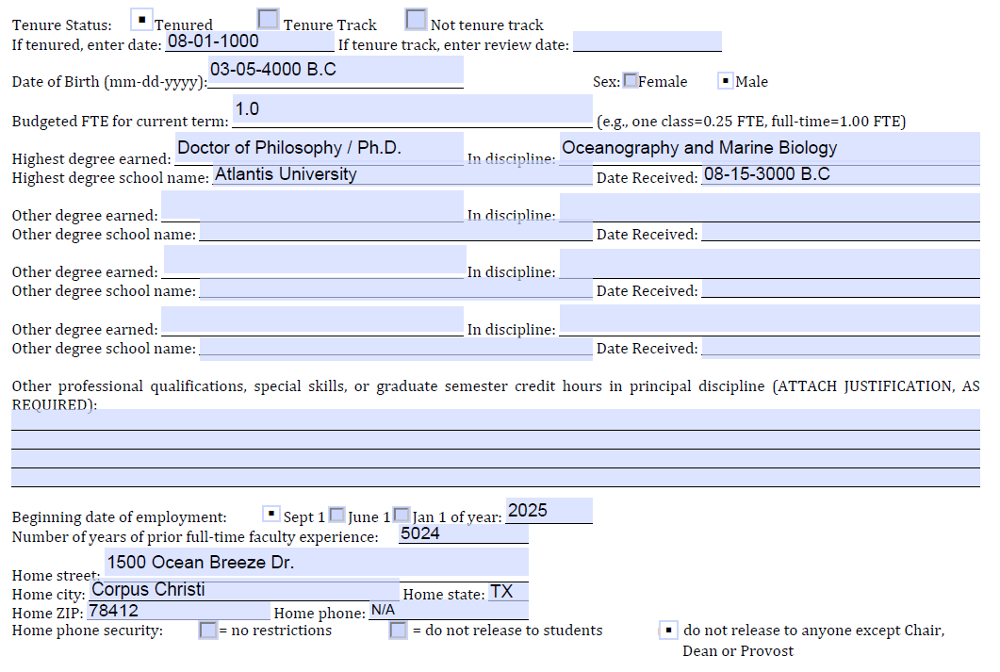 Tenure Status: Tenured Tenure Track Not tenure track
If tenured, enter date: 08-01-1000 If tenure track, enter review date:
Date of Birth (mm-dd-yyyy): 03-05-4000 B.C Sex: Female Male
Budgeted FTE for current term: 1.0 (e.g., one class=0.25 FTE, full-time=1.00 FTE)
Highest degree earned: Doctor of Philosophy / Ph.D. In discipline: Oceanography and Marine Biology
Highest degree school name: Atlantis University Date Received: 08-15-3000 B.C
Other degree earned: In discipline:
Other degree school name: Date Received:
Other degree earned: In discipline:
Other degree school name: Date Received:
Other degree earned: In discipline:
Other degree school name: Date Received:
Other professional qualifications, special skills, or graduate semester credit hours in principal discipline (ATTACH JUSTIFICATION, AS
REQUIRED):
Beginning date of employment: Sept 1 June 1 Jan 1 of year: 2025
Number of years of prior full-time faculty experience: 5024
Home street: 1500 Ocean Breeze Dr.
Home city: Corpus Christi Home state: TX
Home ZIP: 78412 Home phone: N/A
Home phone security: = no restrictions = do not release to students do not release to anyone except Chair,
Dean or Provost